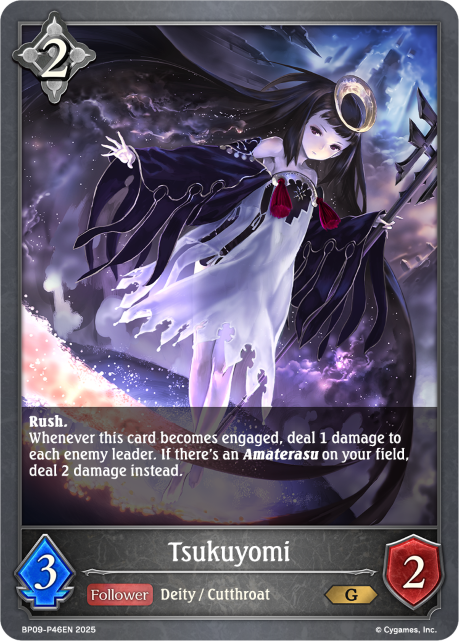 2
Rush.
Whenever this card becomes engaged, deal 1 damage to
each enemy leader. If there's an Amaterasu on your field,
deal 2 damage instead.
Tsukuyomi
3
Follower Deity / Cutthroat G
2
BP09-P46EN 2025 © Cygames, Inc.